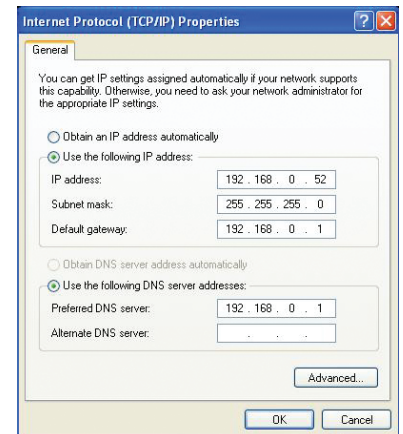 Internet Protocol (TCP/IP) Properties
General
You can get IP settings assigned automatically if your network supports
this capability. Otherwise, you need to ask your network administrator for
the appropriate IP settings.
Obtain an IP address automatically
Use the following IP address:
IP address: 192 . 168 . 0 . 52
Subnet mask: 255 . 255 . 255 . 0
Default gateway: 192 . 168 . 0 . 1
Obtain DNS server address automatically
Use the following DNS server addresses:
Preferred DNS server: 192 . 168 . 0 . 1
Alternate DNS server: . . .
Advanced...
OK Cancel